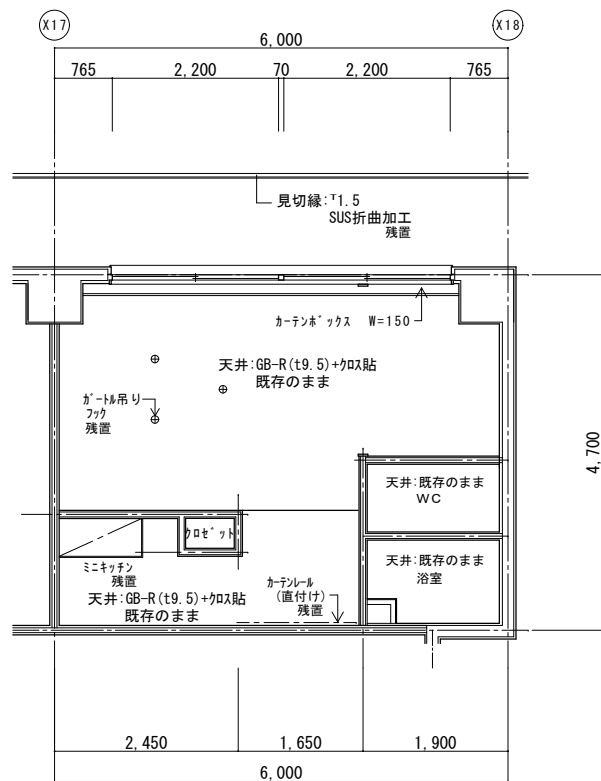 X17 X18
6,000
765 2,200 70 2,200 765
見切縁:T1.5
SUS折曲加工
残置
カーテンボックス W=150
天井:GB-R(t9.5)+クロス貼
既存のまま
ガートル吊り
フック
残置
4,700
天井:既存のまま
WC
クロゼット
天井:既存のまま
浴室
ミニキッチン
残置
カーテンレール
(直付け)
残置
天井:GB-R(t9.5)+クロス貼
既存のまま
2,450 1,650 1,900
6,000